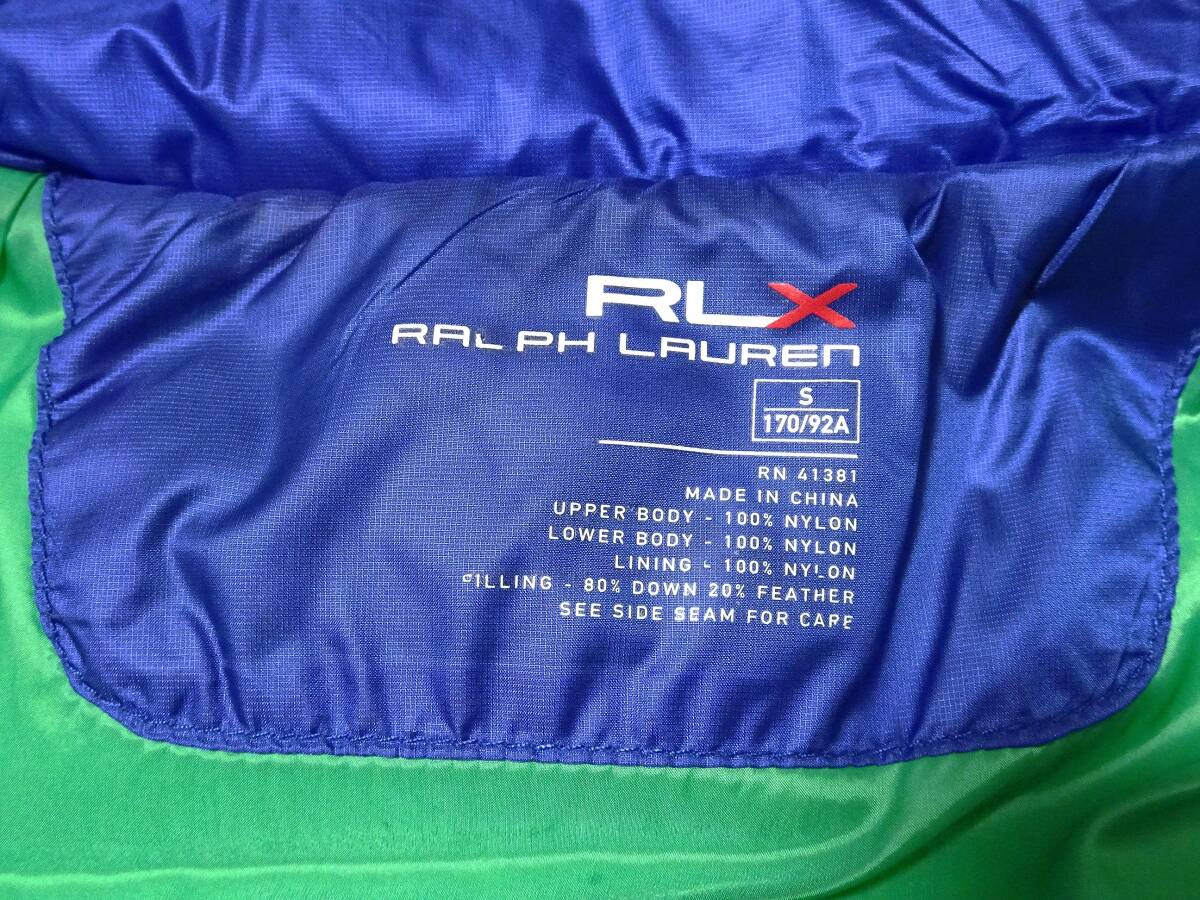 RLX
RALPH LAUREN
S
170/92A
RN 41381
MADE IN CHINA
UPPER BODY - 100% NYLON
LOWER BODY - 100% NYLON
LINING - 100% NYLON
FILLING - 80% DOWN 20% FEATHER
SEE SIDE SEAM FOR CARE